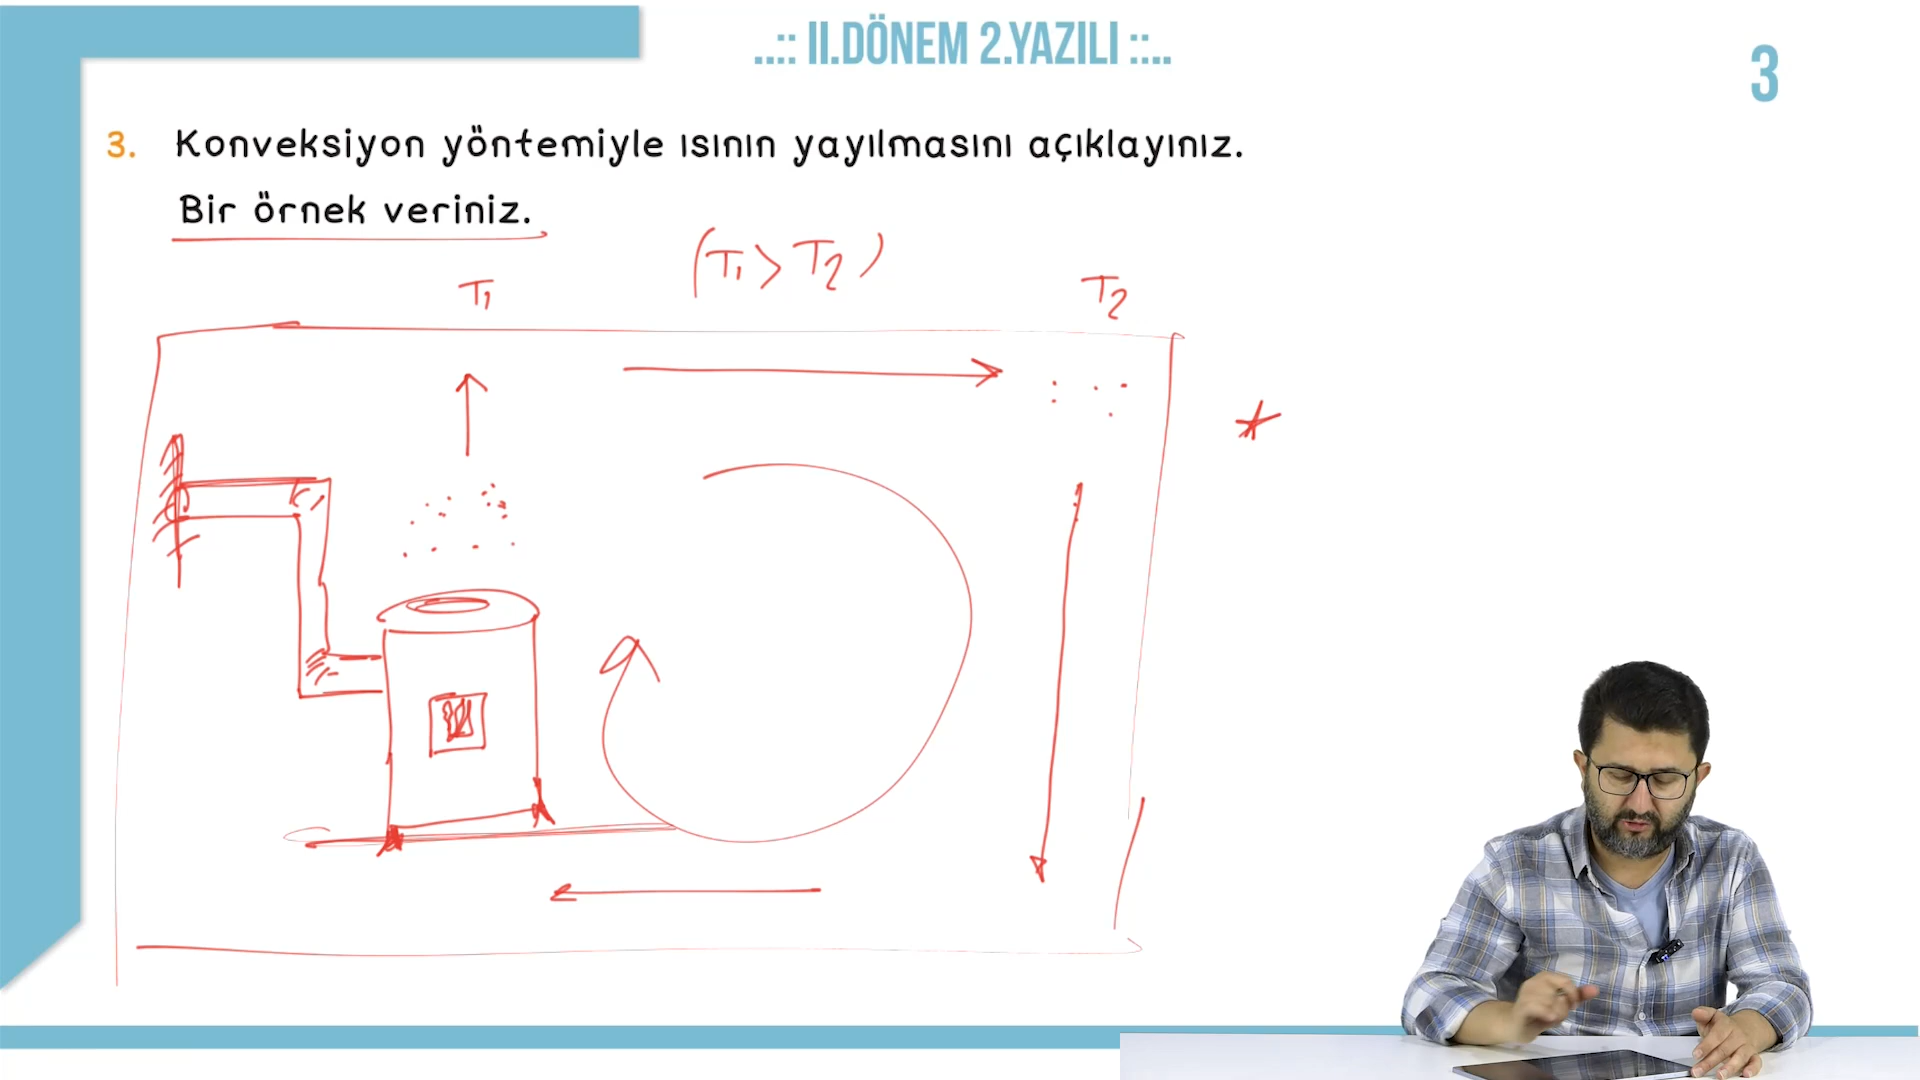 ..:: II.DÖNEM 2.YAZILI ::..
3
3. Konveksiyon yöntemiyle ısının yayılmasını açıklayınız.
Bir örnek veriniz.
(T₁ > T₂)
T₁
T₂